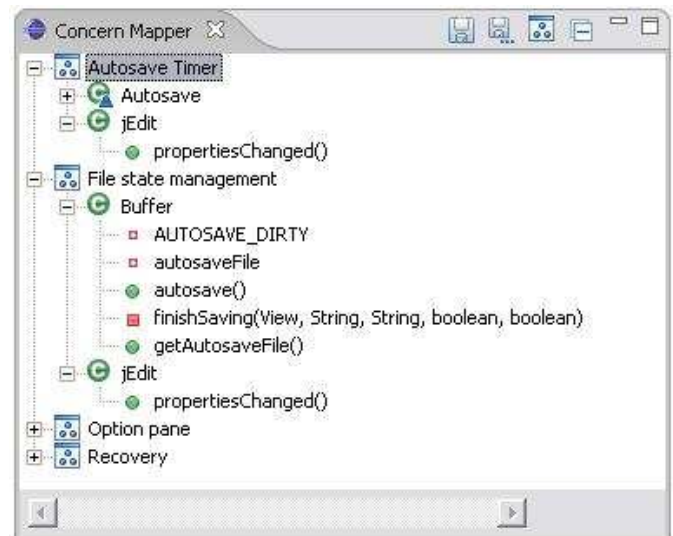 Concern Mapper
Autosave Timer
Autosave
jEdit
propertiesChanged()
File state management
Buffer
AUTOSAVE_DIRTY
autosaveFile
autosave()
finishSaving(View, String, String, boolean, boolean)
getAutosaveFile()
jEdit
propertiesChanged()
Option pane
Recovery